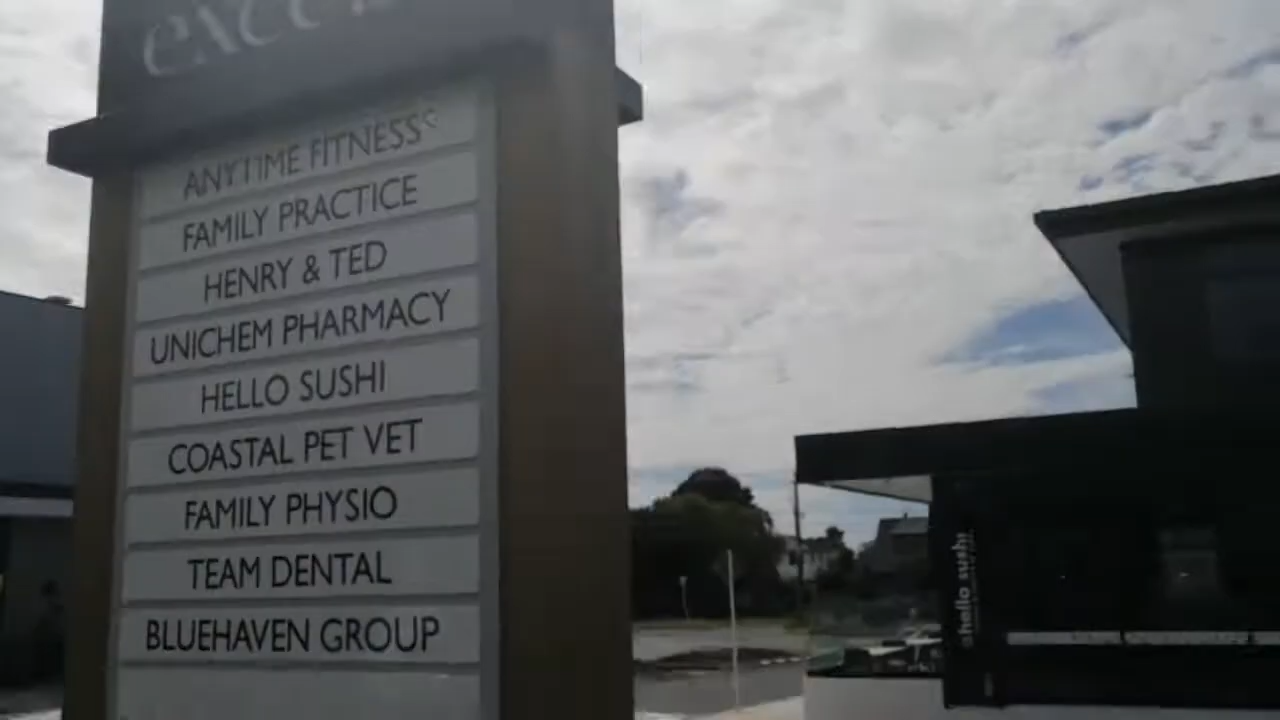 ANYTIME FITNESS
FAMILY PRACTICE
HENRY & TED
UNICHEM PHARMACY
HELLO SUSHI
COASTAL PET VET
FAMILY PHYSIO
TEAM DENTAL
BLUEHAVEN GROUP
hello sushi